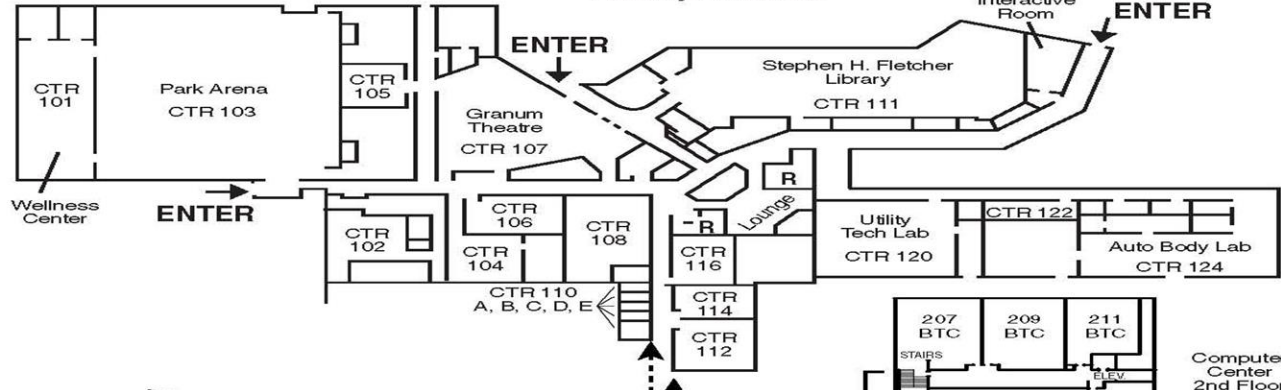 Interactive
Room
ENTER
ENTER
Stephen H. Fletcher
Library
CTR 111
CTR
101
Park Arena
CTR 103
CTR
105
Granum
Theatre
CTR 107
R
Wellness
Center
ENTER
Lounge
CTR
102
CTR
106
CTR
104
CTR
108
R
CTR
116
Utility
Tech Lab
CTR 120
CTR 122
Auto Body Lab
CTR 124
CTR 110
A, B, C, D, E
CTR
114
CTR
112
207
BTC
209
BTC
211
BTC
STAIRS
ELEV.
Center
2nd Floor